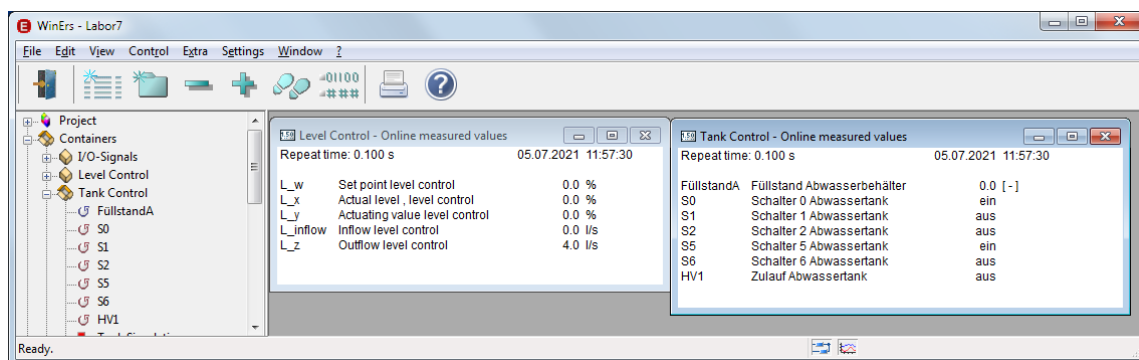 WinErs - Labor7
File Edit View Control Extra Settings Window ?
01100
###
Project
Containers
I/O-Signals
Level Control
Tank Control
FüllstandA
S0
S1
S2
S5
S6
HV1
1.50 Level Control - Online measured values
Repeat time: 0.100 s 05.07.2021 11:57:30
L_w Set point level control 0.0 %
L_x Actual level , level control 0.0 %
L_y Actuating value level control 0.0 %
L_inflow Inflow level control 0.0 l/s
L_z Outflow level control 4.0 l/s
1.50 Tank Control - Online measured values
Repeat time: 0.100 s 05.07.2021 11:57:30
FüllstandA Füllstand Abwasserbehälter 0.0 [ - ]
S0 Schalter 0 Abwassertank ein
S1 Schalter 1 Abwassertank aus
S2 Schalter 2 Abwassertank aus
S5 Schalter 5 Abwassertank ein
S6 Schalter 6 Abwassertank aus
HV1 Zulauf Abwassertank aus
Ready.